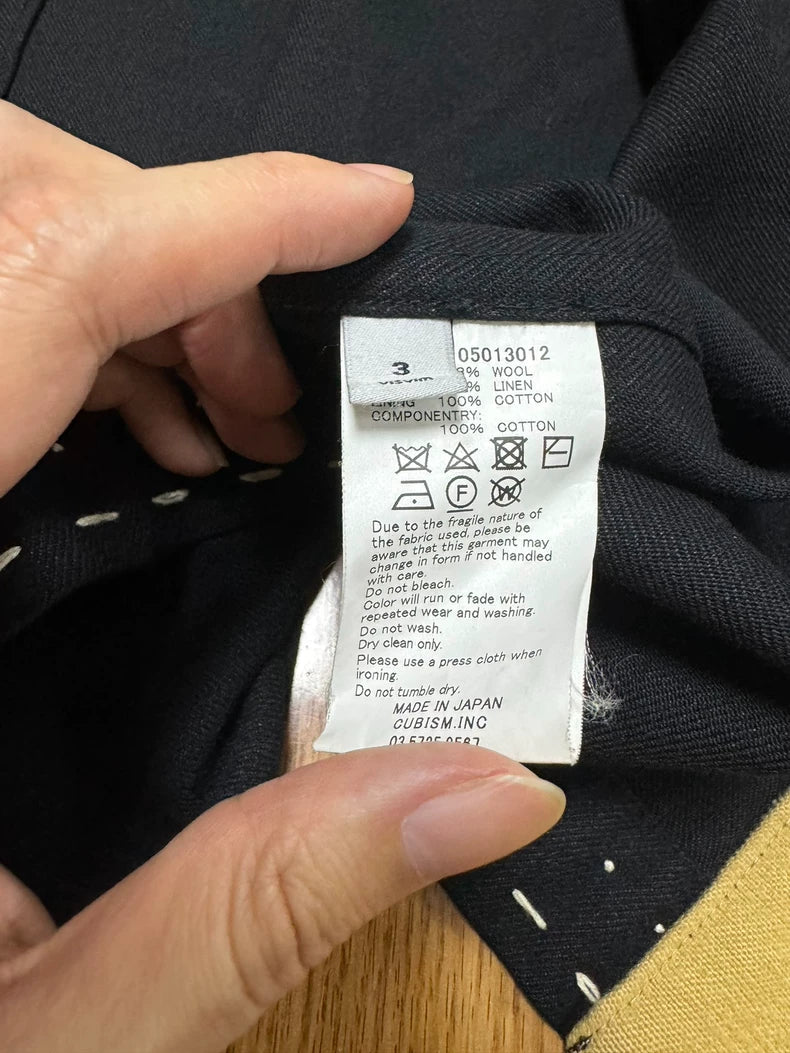 3
visvim
05013012
% WOOL
% LINEN
100% COTTON
COMPONENTRY:
100% COTTON
F
W
Due to the fragile nature of
the fabric used, please be
aware that this garment may
change in form if not handled
with care.
Do not bleach.
Color will run or fade with
repeated wear and washing.
Do not wash.
Dry clean only.
Please use a press cloth when
ironing.
Do not tumble dry.
MADE IN JAPAN
CUBISM.INC